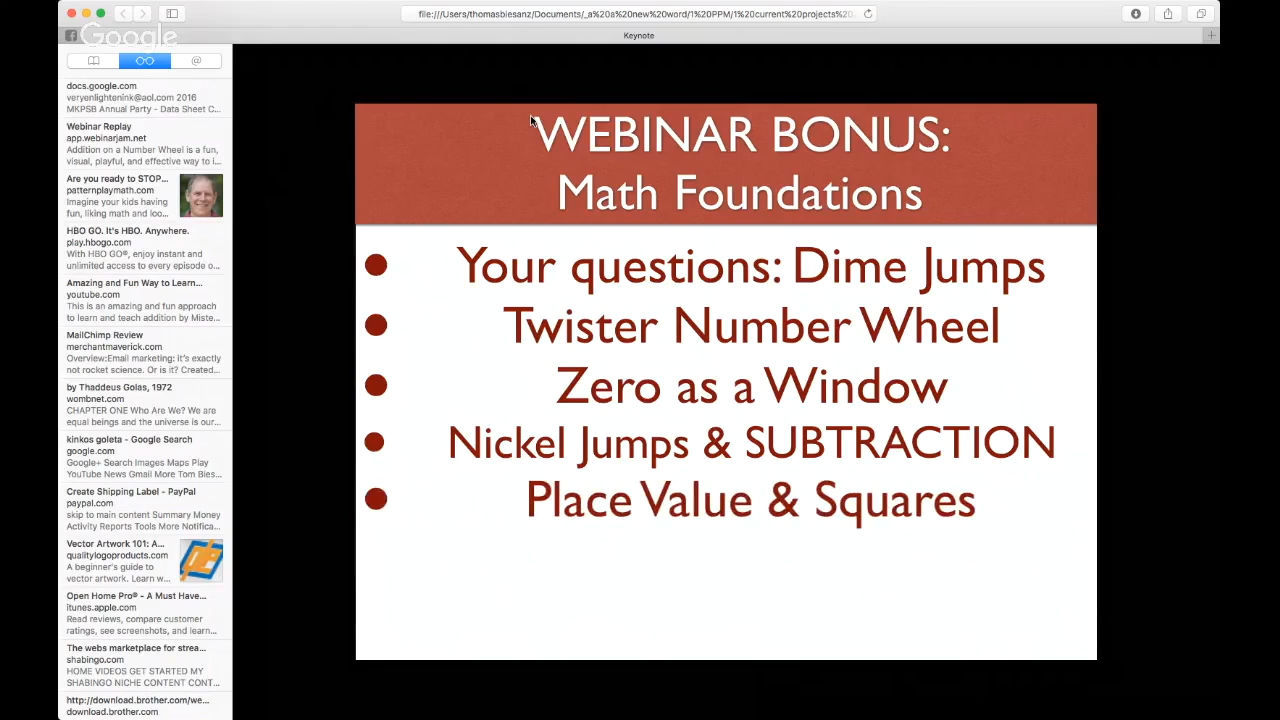 file:///Users/thomasbiesanz/Documents/_a%20a%20new%20word/1%20PPM/1%20current%20projects%20.
Google
Keynote
docs.google.com
veryenlightenink@aol.com 2016
MKPSB Annual Party - Data Sheet C...
Webinar Replay
app.webinarjam.net
Addition on a Number Wheel is a fun,
visual, playful, and effective way to i...
Are you ready to STOP...
patternplaymath.com
Imagine your kids having
fun, liking math and loo...
HBO GO. It's HBO. Anywhere.
play.hbogo.com
With HBO GO®, enjoy instant and
unlimited access to every episode o...
Amazing and Fun Way to Learn...
youtube.com
This is an amazing and fun approach
to learn and teach addition by Miste...
MailChimp Review
merchantmaverick.com
Overview:Email marketing: it's exactly
not rocket science. Or is it? Created...
by Thaddeus Golas, 1972
wombnet.com
CHAPTER ONE Who Are We? We are
equal beings and the universe is our...
kinkos goleta - Google Search
google.com
Google+ Search Images Maps Play
YouTube News Gmail More Tom Bies...
Create Shipping Label - PayPal
paypal.com
skip to main content Summary Money
Activity Reports Tools More Notifica...
Vector Artwork 101: A...
qualitylogoproducts.com
A beginner's guide to
vector artwork. Learn w...
Open Home Pro® - A Must Have...
itunes.apple.com
Read reviews, compare customer
ratings, see screenshots, and learn...
The webs marketplace for strea...
shabingo.com
HOME VIDEOS GET STARTED MY
SHABINGO NICHE CONTENT CONT...
http://download.brother.com/we...
download.brother.com
WEBINAR BONUS:
Math Foundations
● Your questions: Dime Jumps
● Twister Number Wheel
● Zero as a Window
● Nickel Jumps & SUBTRACTION
● Place Value & Squares